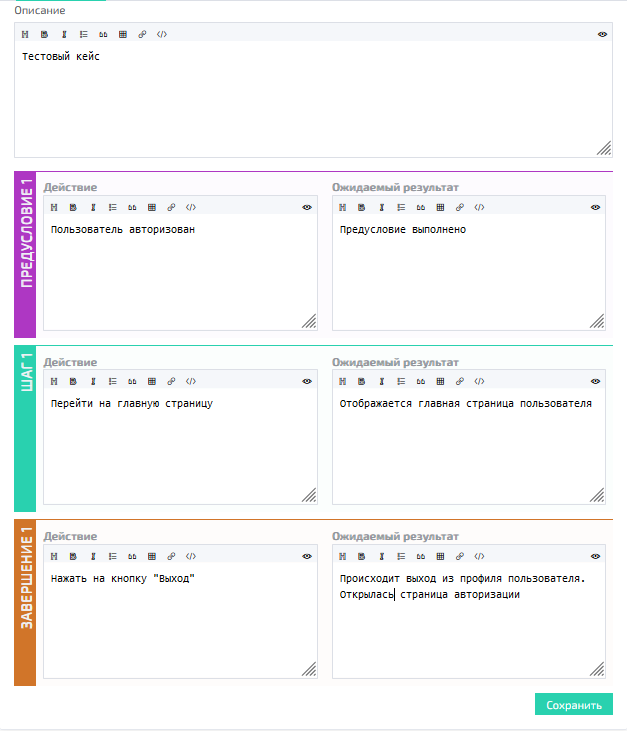 Описание
Тестовый кейс
ПРЕДУСЛОВИЕ 1
Действие
Ожидаемый результат
Пользователь авторизован
Предусловие выполнено
ШАГ 1
Действие
Ожидаемый результат
Перейти на главную страницу
Отображается главная страница пользователя
ЗАВЕРШЕНИЕ 1
Действие
Ожидаемый результат
Нажать на кнопку "Выход"
Происходит выход из профиля пользователя.
Открылась страница авторизации
Сохранить